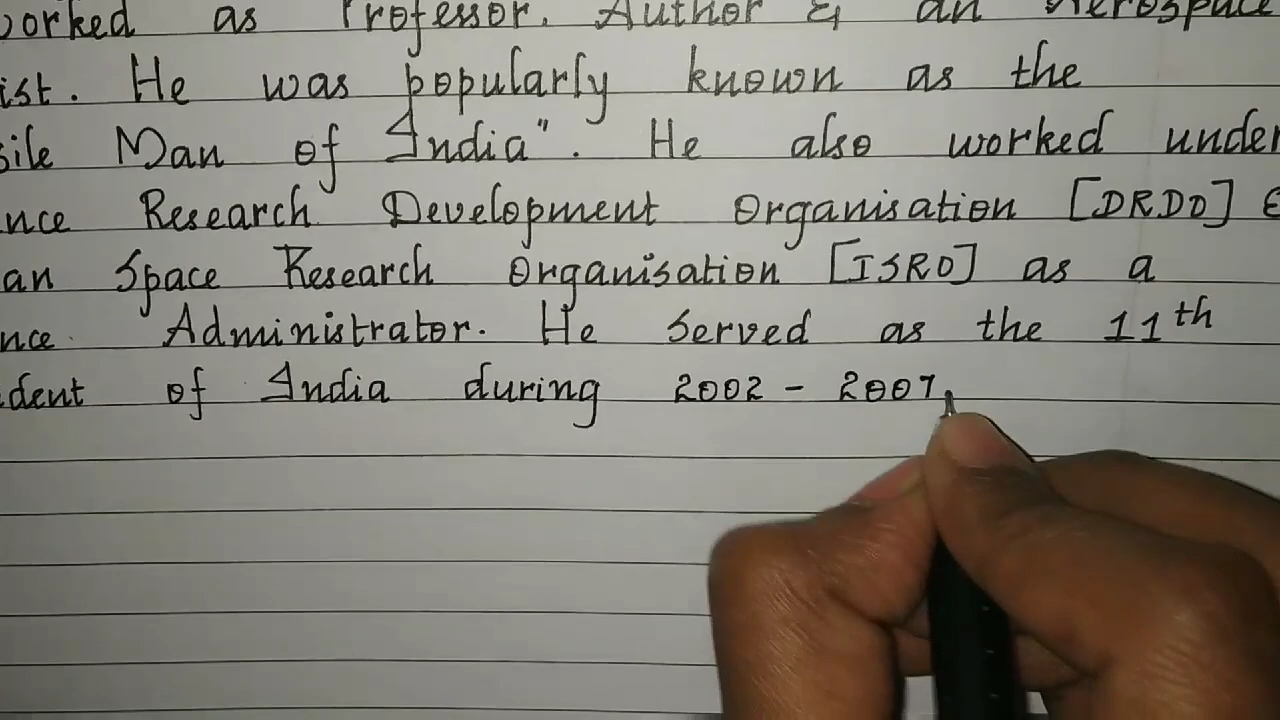 worked as Professor, Author & an Aerospace
ist. He was popularly known as the
sile Man of India". He also worked under
nce Research Development Organisation [DRDO] &
an Space Research Organisation [ISRO] as a
nce Administrator. He served as the 11th
dent of India during 2002 - 2007.